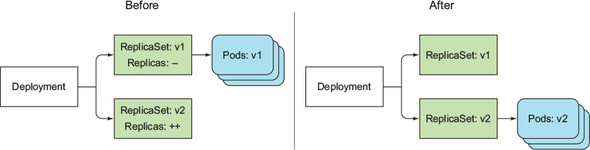 Before
Deployment
ReplicaSet: v1
Replicas: –
Pods: v1
ReplicaSet: v2
Replicas: ++
After
Deployment
ReplicaSet: v1
ReplicaSet: v2
Pods: v2